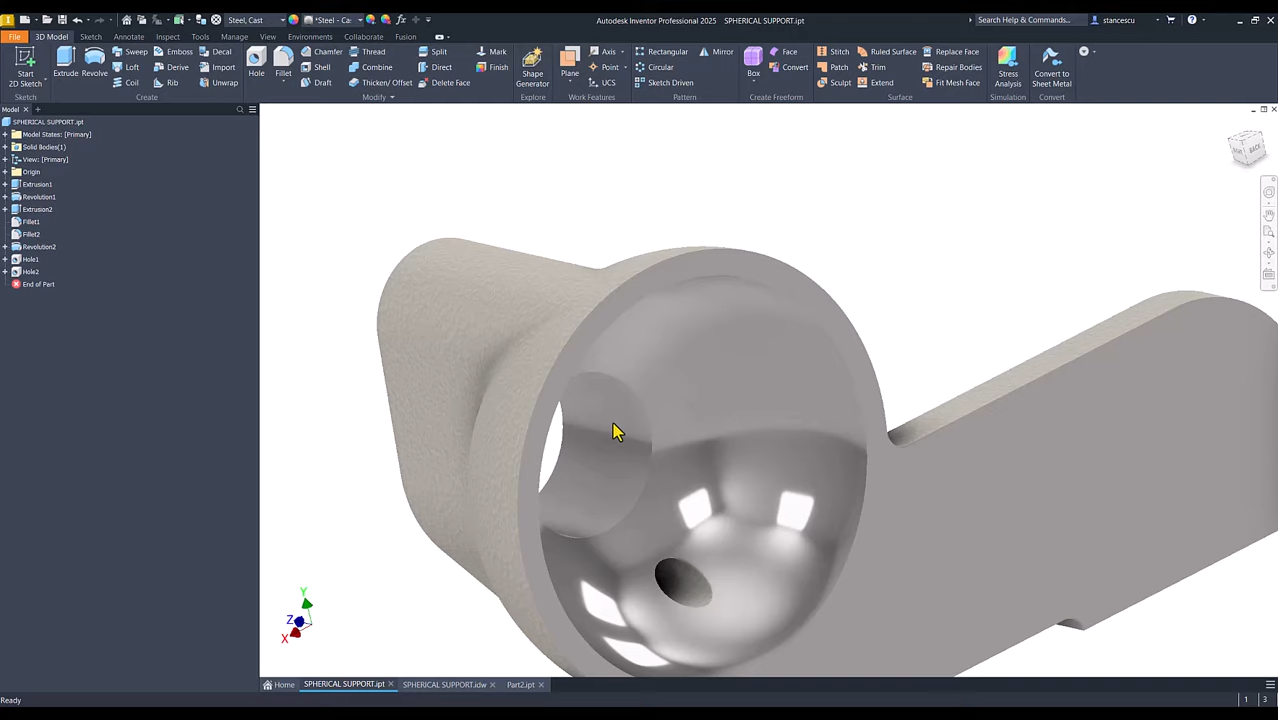 Steel, Cast
*Steel - Ca:
Autodesk Inventor Professional 2025 SPHERICAL SUPPORT.ipt
Search Help & Commands...
stancescu
File 3D Model Sketch Annotate Inspect Tools Manage View Environments Collaborate Fusion
Start
2D Sketch
Extrude Revolve
Sweep Emboss Decal
Loft Derive Import
Coil Rib Unwrap
Hole Fillet
Chamfer Thread Split Mark
Shell Combine Direct Finish
Draft Thicken/ Offset Delete Face
Shape
Generator
Plane
Axis
Point
UCS
Rectangular Mirror
Circular
Sketch Driven
Box
Face
Convert
Stitch Ruled Surface Replace Face
Patch Trim Repair Bodies
Sculpt Extend Fit Mesh Face
Stress
Analysis
Convert to
Sheet Metal
Sketch Create Modify Explore Work Features Pattern Create Freeform Surface Simulation Convert
Model
SPHERICAL SUPPORT.ipt
Model States: [Primary]
Solid Bodies(1)
View: [Primary]
Origin
Extrusion1
Revolution1
Extrusion2
Fillet1
Fillet2
Revolution2
Hole1
Hole2
End of Part
BACK
Y
Z
X
Home SPHERICAL SUPPORT.ipt SPHERICAL SUPPORT.idw Part2.ipt
Ready
1 3